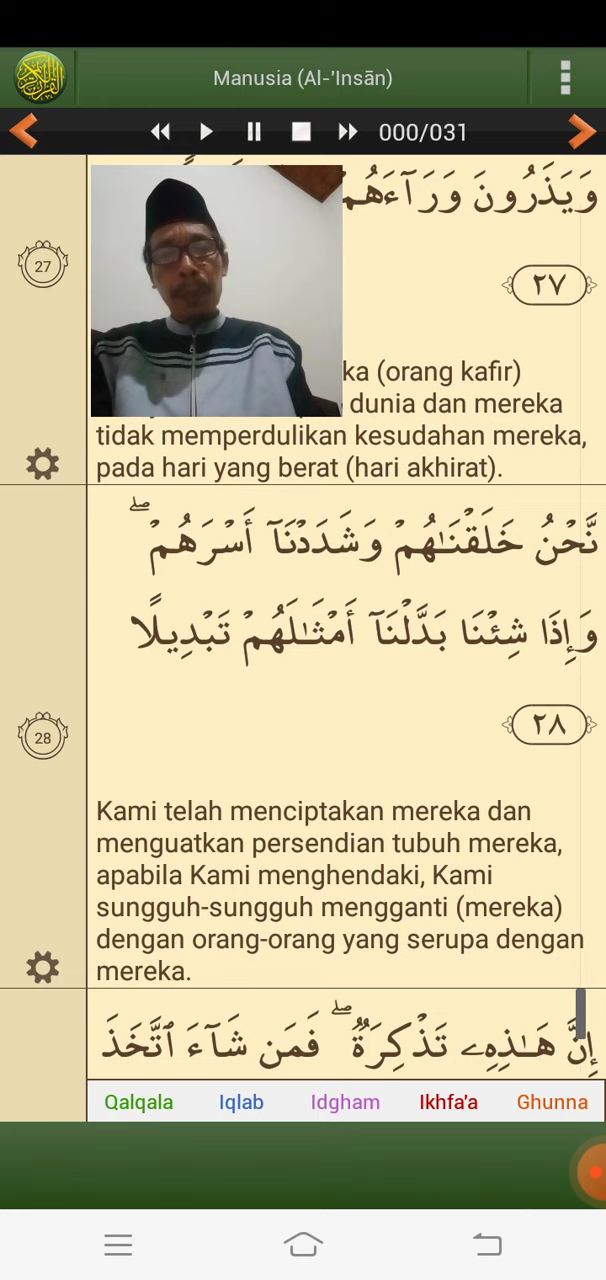 Manusia (Al-'Insān)
000/031
وَيَذَرُونَ وَرَآءَهُمْ
27
٢٧
ka (orang kafir)
dunia dan mereka
tidak memperdulikan kesudahan mereka,
pada hari yang berat (hari akhirat).
نَّحْنُ خَلَقْنَـٰهُمْ وَشَدَدْنَآ أَسْرَهُمْ ۖ
وَإِذَا شِئْنَا بَدَّلْنَآ أَمْثَـٰلَهُمْ تَبْدِيلًا
28
٢٨
Kami telah menciptakan mereka dan
menguatkan persendian tubuh mereka,
apabila Kami menghendaki, Kami
sungguh-sungguh mengganti (mereka)
dengan orang-orang yang serupa dengan
mereka.
إِنَّ هَـٰذِهِۦ تَذْكِرَةٌ ۖ فَمَن شَآءَ ٱتَّخَذَ
Qalqala Iqlab Idgham Ikhfa'a Ghunna